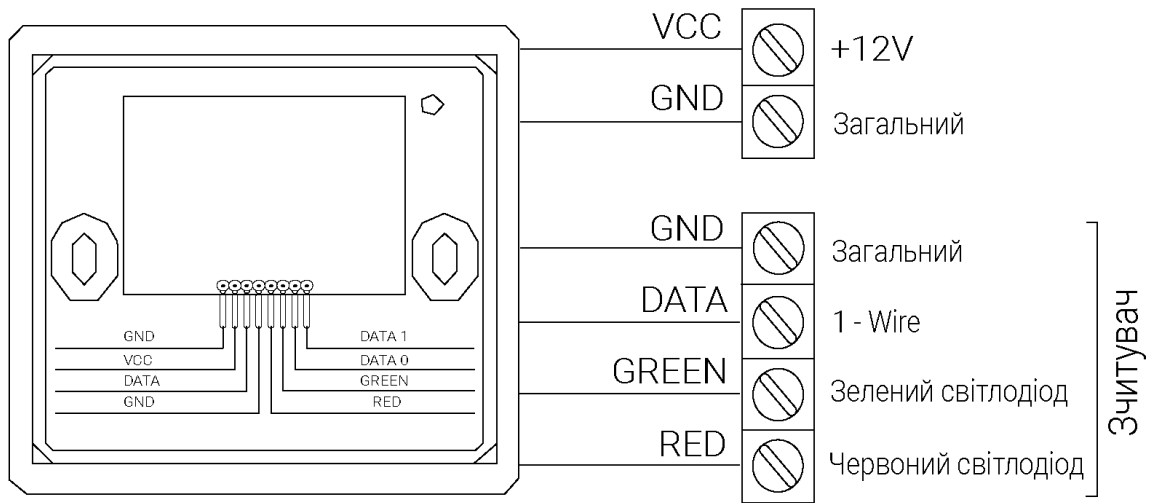 VCC
+12V
GND
Загальний
GND
Загальний
DATA
1 - Wire
GREEN
Зелений світлодіод
RED
Червоний світлодіод
Зчитувач
GND
DATA 1
VCC
DATA 0
DATA
GREEN
GND
RED